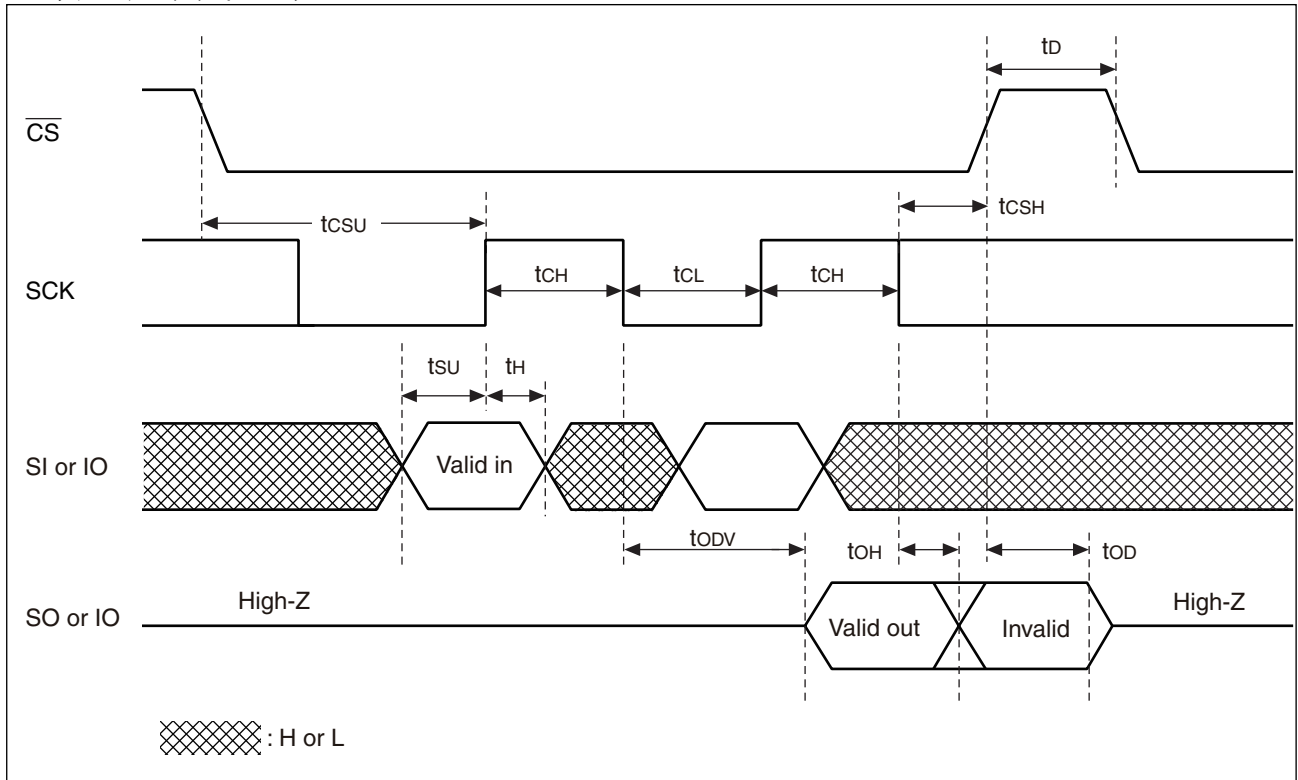 tD
CS
tCSU
tCSH
SCK
tCH
tCL
tCH
tSU
tH
SI or IO
Valid in
tODV
tOH
tOD
High-Z
High-Z
SO or IO
Valid out
Invalid
: H or L